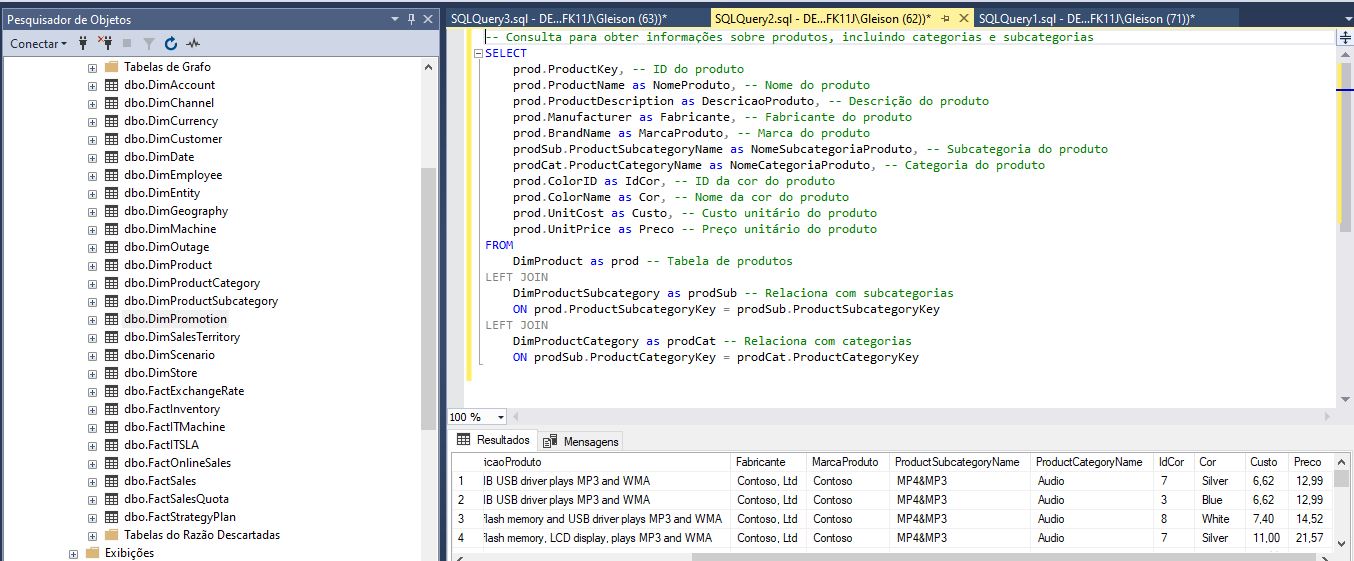 Pesquisador de Objetos
Conectar
Tabelas de Grafo
dbo.DimAccount
dbo.DimChannel
dbo.DimCurrency
dbo.DimCustomer
dbo.DimDate
dbo.DimEmployee
dbo.DimEntity
dbo.DimGeography
dbo.DimMachine
dbo.DimOutage
dbo.DimProduct
dbo.DimProductCategory
dbo.DimProductSubcategory
dbo.DimPromotion
dbo.DimSalesTerritory
dbo.DimScenario
dbo.DimStore
dbo.FactExchangeRate
dbo.FactInventory
dbo.FactITMachine
dbo.FactITSLA
dbo.FactOnlineSales
dbo.FactSales
dbo.FactSalesQuota
dbo.FactStrategyPlan
Tabelas do Razão Descartadas
Exibições
SQLQuery3.sql - DE...FK11J\Gleison (63))* SQLQuery2.sql - DE...FK11J\Gleison (62))* SQLQuery1.sql - DE...FK11J\Gleison (71))*
-- Consulta para obter informações sobre produtos, incluindo categorias e subcategorias
SELECT
prod.ProductKey, -- ID do produto
prod.ProductName as NomeProduto, -- Nome do produto
prod.ProductDescription as DescricaoProduto, -- Descrição do produto
prod.Manufacturer as Fabricante, -- Fabricante do produto
prod.BrandName as MarcaProduto, -- Marca do produto
prodSub.ProductSubcategoryName as NomeSubcategoriaProduto, -- Subcategoria do produto
prodCat.ProductCategoryName as NomeCategoriaProduto, -- Categoria do produto
prod.ColorID as IdCor, -- ID da cor do produto
prod.ColorName as Cor, -- Nome da cor do produto
prod.UnitCost as Custo, -- Custo unitário do produto
prod.UnitPrice as Preco -- Preço unitário do produto
FROM
DimProduct as prod -- Tabela de produtos
LEFT JOIN
DimProductSubcategory as prodSub -- Relaciona com subcategorias
ON prod.ProductSubcategoryKey = prodSub.ProductSubcategoryKey
LEFT JOIN
DimProductCategory as prodCat -- Relaciona com categorias
ON prodSub.ProductCategoryKey = prodCat.ProductCategoryKey
100 %
Resultados Mensagens
ricaoProduto Fabricante MarcaProduto ProductSubcategoryName ProductCategoryName IdCor Cor Custo Preco
1 IB USB driver plays MP3 and WMA Contoso, Ltd Contoso MP4&MP3 Audio 7 Silver 6,62 12,99
2 IB USB driver plays MP3 and WMA Contoso, Ltd Contoso MP4&MP3 Audio 3 Blue 6,62 12,99
3 flash memory and USB driver plays MP3 and WMA Contoso, Ltd Contoso MP4&MP3 Audio 8 White 7,40 14,52
4 flash memory, LCD display, plays MP3 and WMA Contoso, Ltd Contoso MP4&MP3 Audio 7 Silver 11,00 21,57